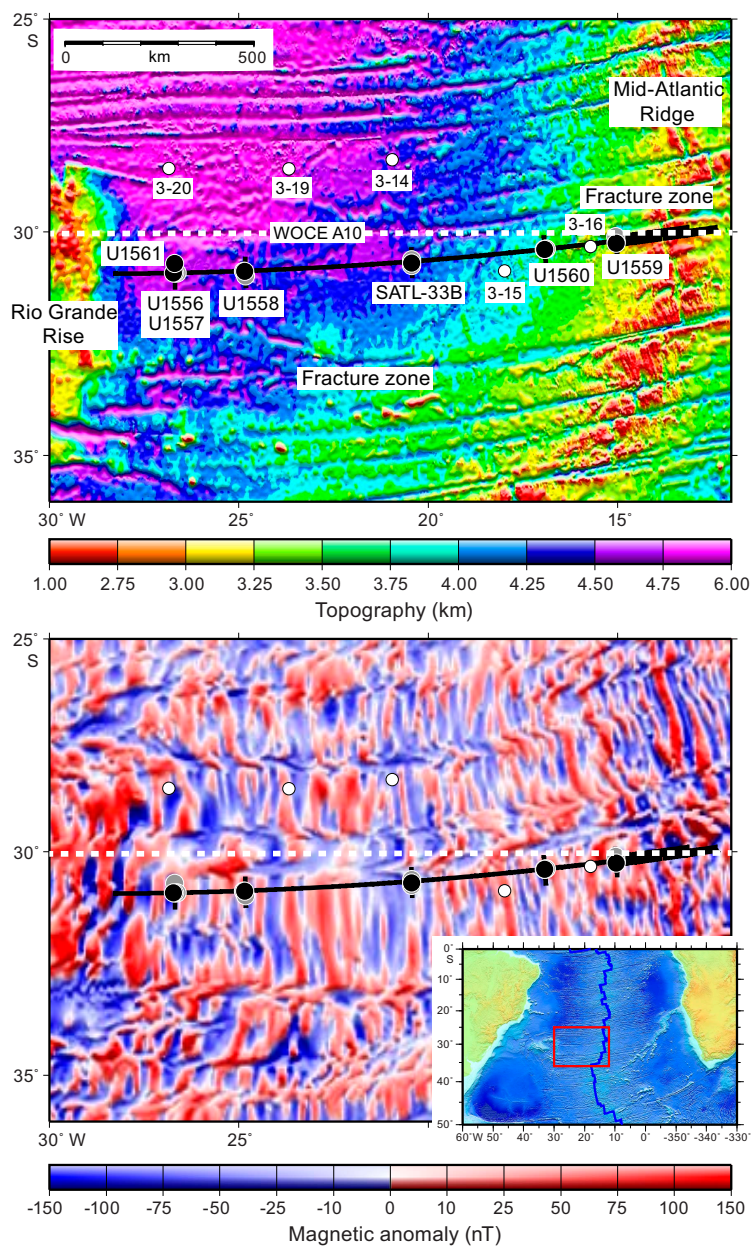 25°
S
0 500
km
Mid-Atlantic
Ridge
3-20
3-19
3-14
Fracture zone
3-16
30°
WOCE A10
U1561
U1560
U1559
U1556
U1557
U1558
SATL-33B
3-15
Rio Grande
Rise
Fracture zone
35°
30° W 25° 20° 15°
1.00 2.75 3.00 3.25 3.50 3.75 4.00 4.25 4.50 4.75 6.00
Topography (km)
25°
S
30°
35°
30° W 25°
0°
S
10°
20°
30°
40°
50°
60°W 50° 40° 30° 20° 10° 0° -350° -340° -330°
-150 -100 -75 -50 -25 -10 0 10 25 50 75 100 150
Magnetic anomaly (nT)